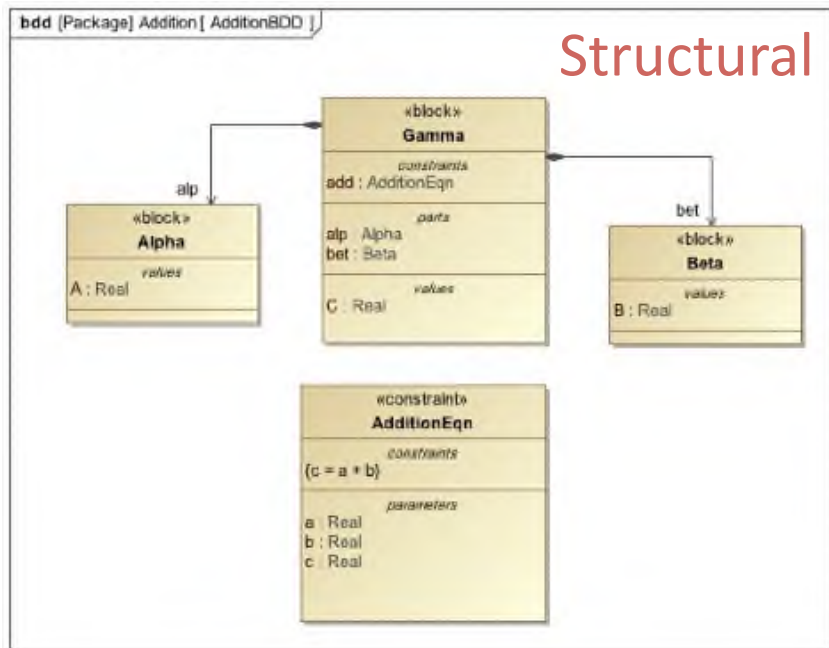 bdd [Package] Addition [ AdditionBDD ]
Structural
«block»
Gamma
constraints
add : AdditionEqn
parts
alp : Alpha
bet : Beta
values
C : Real
alp
«block»
Alpha
values
A : Real
bet
«block»
Beta
values
B : Real
«constraint»
AdditionEqn
constraints
{c = a + b}
parameters
a : Real
b : Real
c : Real